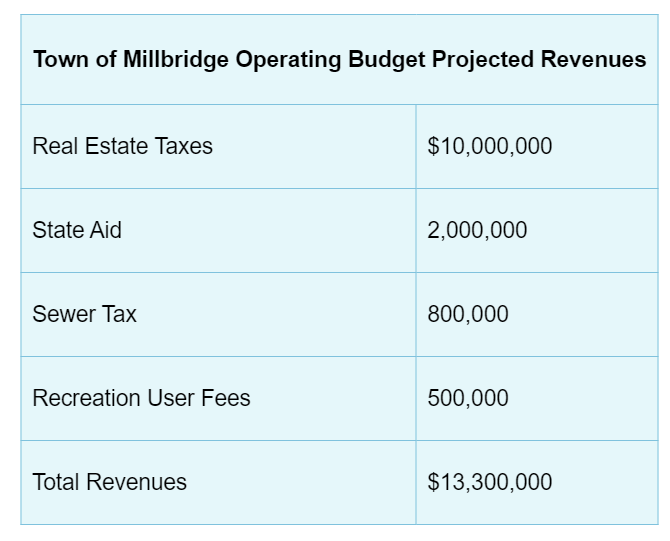 Town of Millbridge Operating Budget Projected Revenues
Real Estate Taxes $10,000,000
State Aid 2,000,000
Sewer Tax 800,000
Recreation User Fees 500,000
Total Revenues $13,300,000